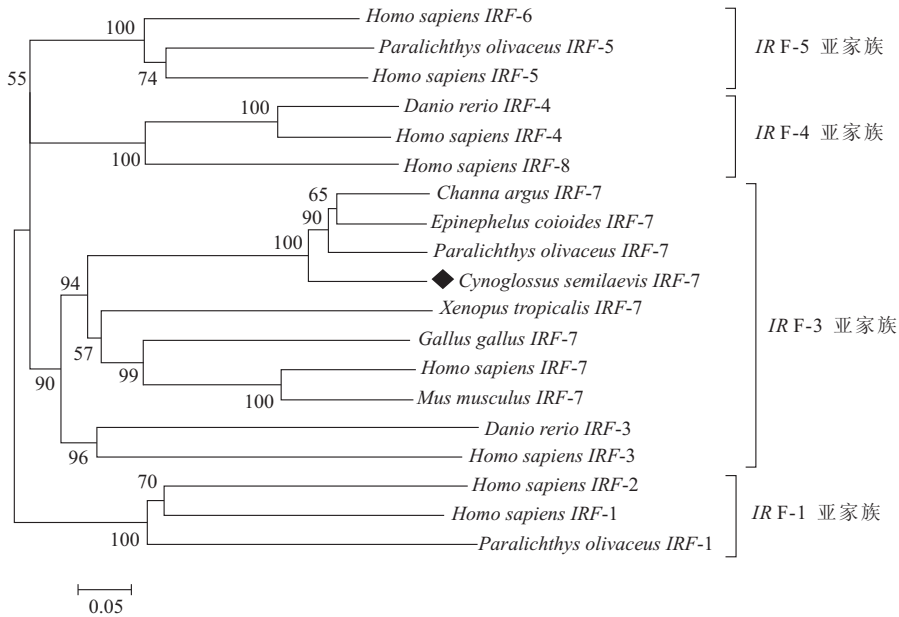 Homo sapiens IRF-6
100
Paralichthys olivaceus IRF-5
IR F-5 亚家族
55
74
Homo sapiens IRF-5
100
Danio rerio IRF-4
Homo sapiens IRF-4
IR F-4 亚家族
100
Homo sapiens IRF-8
65
Channa argus IRF-7
90
Epinephelus coioides IRF-7
100
Paralichthys olivaceus IRF-7
94
Cynoglossus semilaevis IRF-7
Xenopus tropicalis IRF-7
IR F-3 亚家族
57
Gallus gallus IRF-7
99
Homo sapiens IRF-7
90
100
Mus musculus IRF-7
Danio rerio IRF-3
96
Homo sapiens IRF-3
70
Homo sapiens IRF-2
Homo sapiens IRF-1
IR F-1 亚家族
100
Paralichthys olivaceus IRF-1
0.05